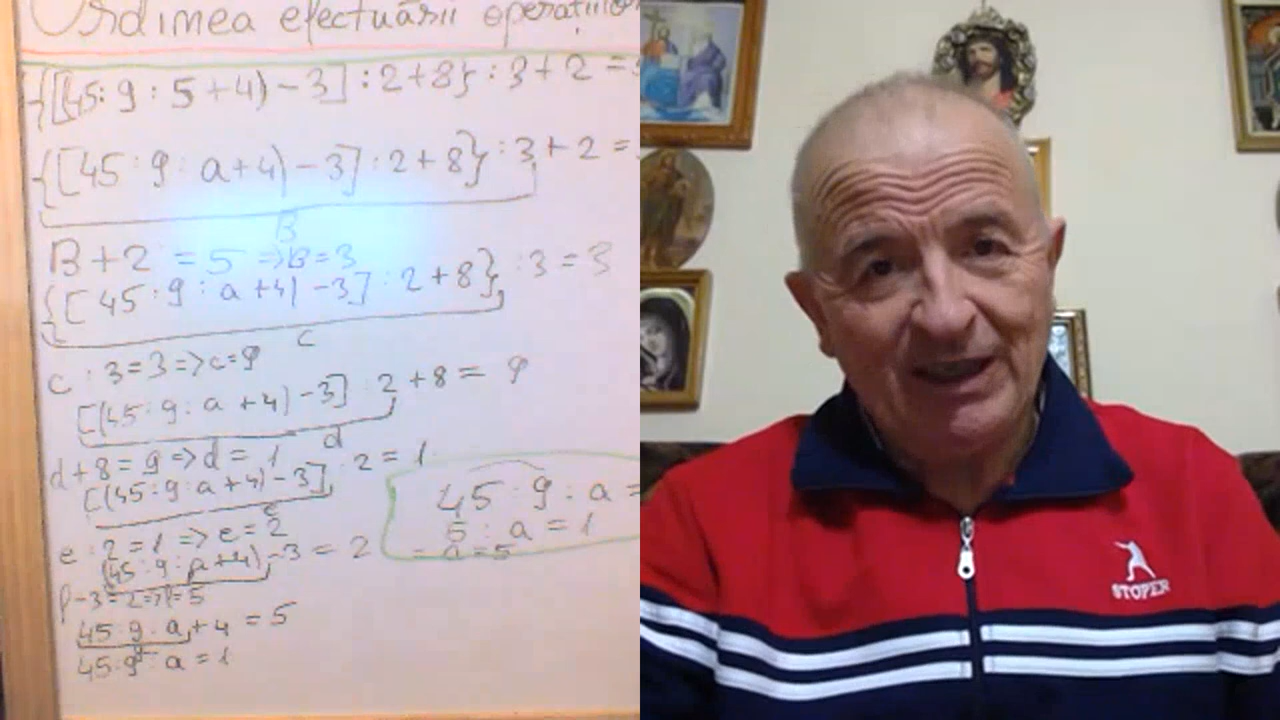 Ordimea efectuării operațiilor
{[(45:9:5+4)-3]:2+8}:3+2=
{[45:9:a+4)-3]:2+8}:3+2=
B
B+2=5=>B=3
{[45:9:a+4)-3]:2+8}:3=3
c
c:3=3=>c=9
[(45:9:a+4)-3]:2+8=9
d
d+8=9=>d=1
[(45:9:a+4)-3]:2=1
e
e:2=1=>e=2
(45:9:a+4)-3=2
f-3=2=>f=5
45:9:a+4=5
45:9:a=1
45:9:a=
5:a=1
=a=5
STOPER